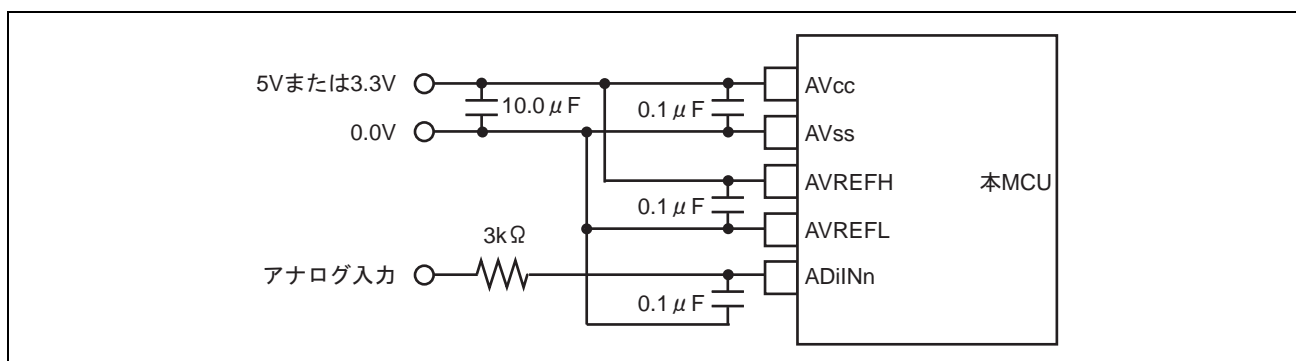 5Vまたは3.3V
10.0μF
0.1μF
AVcc
0.0V
AVss
AVREFH
本MCU
0.1μF
AVREFL
3kΩ
アナログ入力
ADiINn
0.1μF